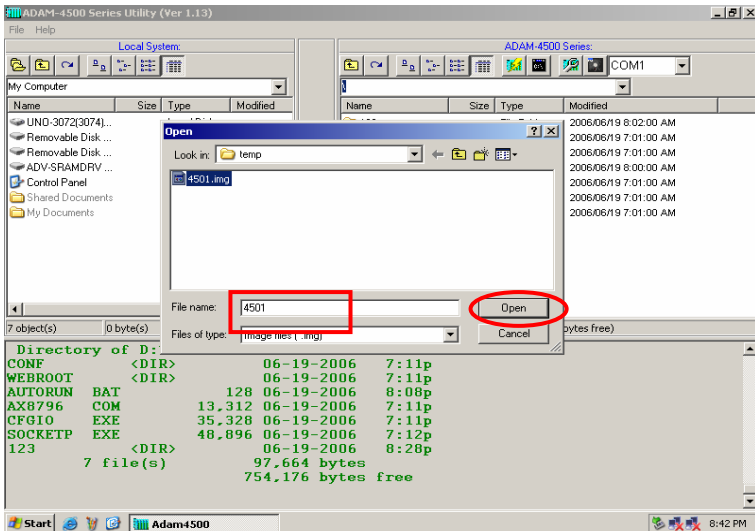 ADAM-4500 Series Utility (Ver 1.13)
File Help
Local System:
ADAM-4500 Series:
COM1
My Computer
\
Name Size Type Modified
Name Size Type Modified
UNO-3072(3074)...
Removable Disk ...
Removable Disk ...
ADV-SRAMDRV ...
Control Panel
Shared Documents
My Documents
2006/06/19 8:02:00 AM
2006/06/19 7:01:00 AM
2006/06/19 7:01:00 AM
2006/06/19 8:00:00 AM
2006/06/19 7:01:00 AM
2006/06/19 7:01:00 AM
2006/06/19 7:01:00 AM
Open
Look in: temp
4501.img
File name: 4501 Open
Files of type: Image files ( .img) Cancel
7 object(s) 0 byte(s)
bytes free)
Directory of D:
CONF <DIR> 06-19-2006 7:11p
WEBROOT <DIR> 06-19-2006 7:11p
AUTORUN BAT 128 06-19-2006 8:08p
AX8796 COM 13,312 06-19-2006 7:11p
CFGIO EXE 35,328 06-19-2006 7:11p
SOCKETP EXE 48,896 06-19-2006 7:12p
123 <DIR> 06-19-2006 8:28p
7 file(s) 97,664 bytes
754,176 bytes free
Start Adam4500 8:42 PM